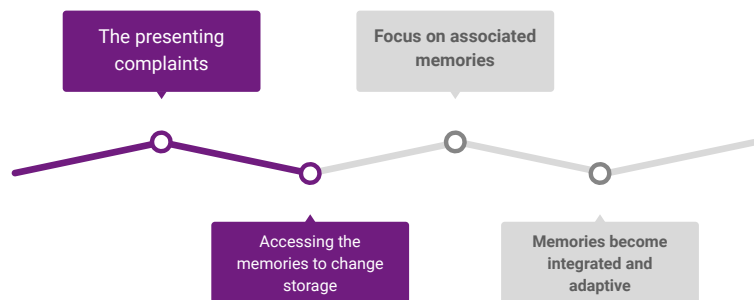 The presenting
complaints
Focus on associated
memories
Accessing the
memories to change
storage
Memories become
integrated and
adaptive